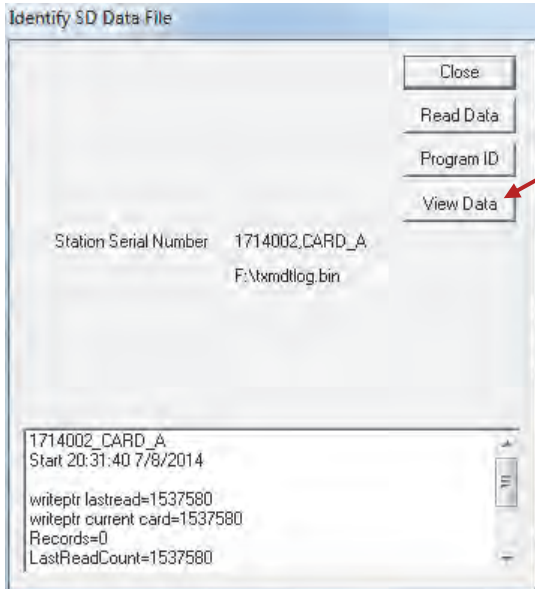 Identify SD Data File
Close
Read Data
Program ID
View Data
Station Serial Number 1714002,CARD_A
F:\txmdtlog.bin
1714002_CARD_A
Start 20:31:40 7/8/2014
writeptr lastread=1537580
writeptr current card=1537580
Records=0
LastReadCount=1537580